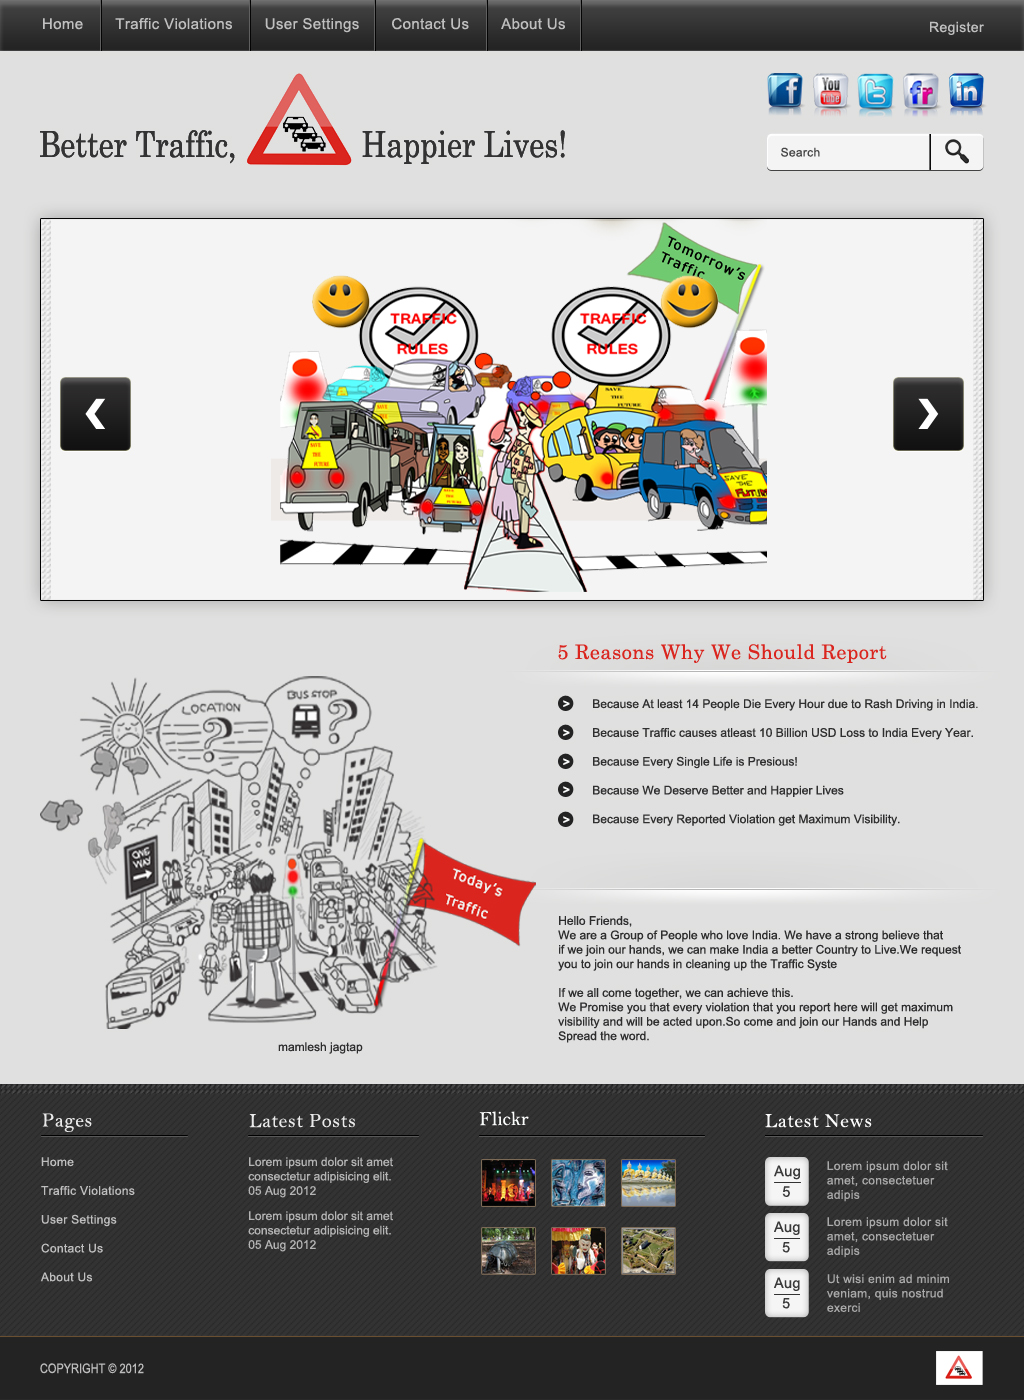 Home
Traffic Violations
User Settings
Contact Us
About Us
Register
Better Traffic,
Happier Lives!
You
Tube
Search
Tomorrow's
Traffic
TRAFFIC
RULES
TRAFFIC
RULES
SAVE
THE
FUTURE
SAVE
THE
FUTURE
SAVE THE
FUTURE
5 Reasons Why We Should Report
Because At least 14 People Die Every Hour due to Rash Driving in India.
Because Traffic causes atleast 10 Billion USD Loss to India Every Year.
Because Every Single Life is Presious!
Because We Deserve Better and Happier Lives
Because Every Reported Violation get Maximum Visibility.
LOCATION
?
BUS STOP
?
ONE
WAY
Today's
Traffic
mamlesh jagtap
Hello Friends,
We are a Group of People who love India. We have a strong believe that
if we join our hands, we can make India a better Country to Live.We request
you to join our hands in cleaning up the Traffic Syste
If we all come together, we can achieve this.
We Promise you that every violation that you report here will get maximum
visibility and will be acted upon.So come and join our Hands and Help
Spread the word.
Pages
Home
Traffic Violations
User Settings
Contact Us
About Us
Latest Posts
Lorem ipsum dolor sit amet
consectetur adipisicing elit.
05 Aug 2012
Lorem ipsum dolor sit amet
consectetur adipisicing elit.
05 Aug 2012
Flickr
Latest News
Aug
5
Lorem ipsum dolor sit
amet, consectetuer
adipis
Aug
5
Lorem ipsum dolor sit
amet, consectetuer
adipis
Aug
5
Ut wisi enim ad minim
veniam, quis nostrud
exerci
COPYRIGHT © 2012